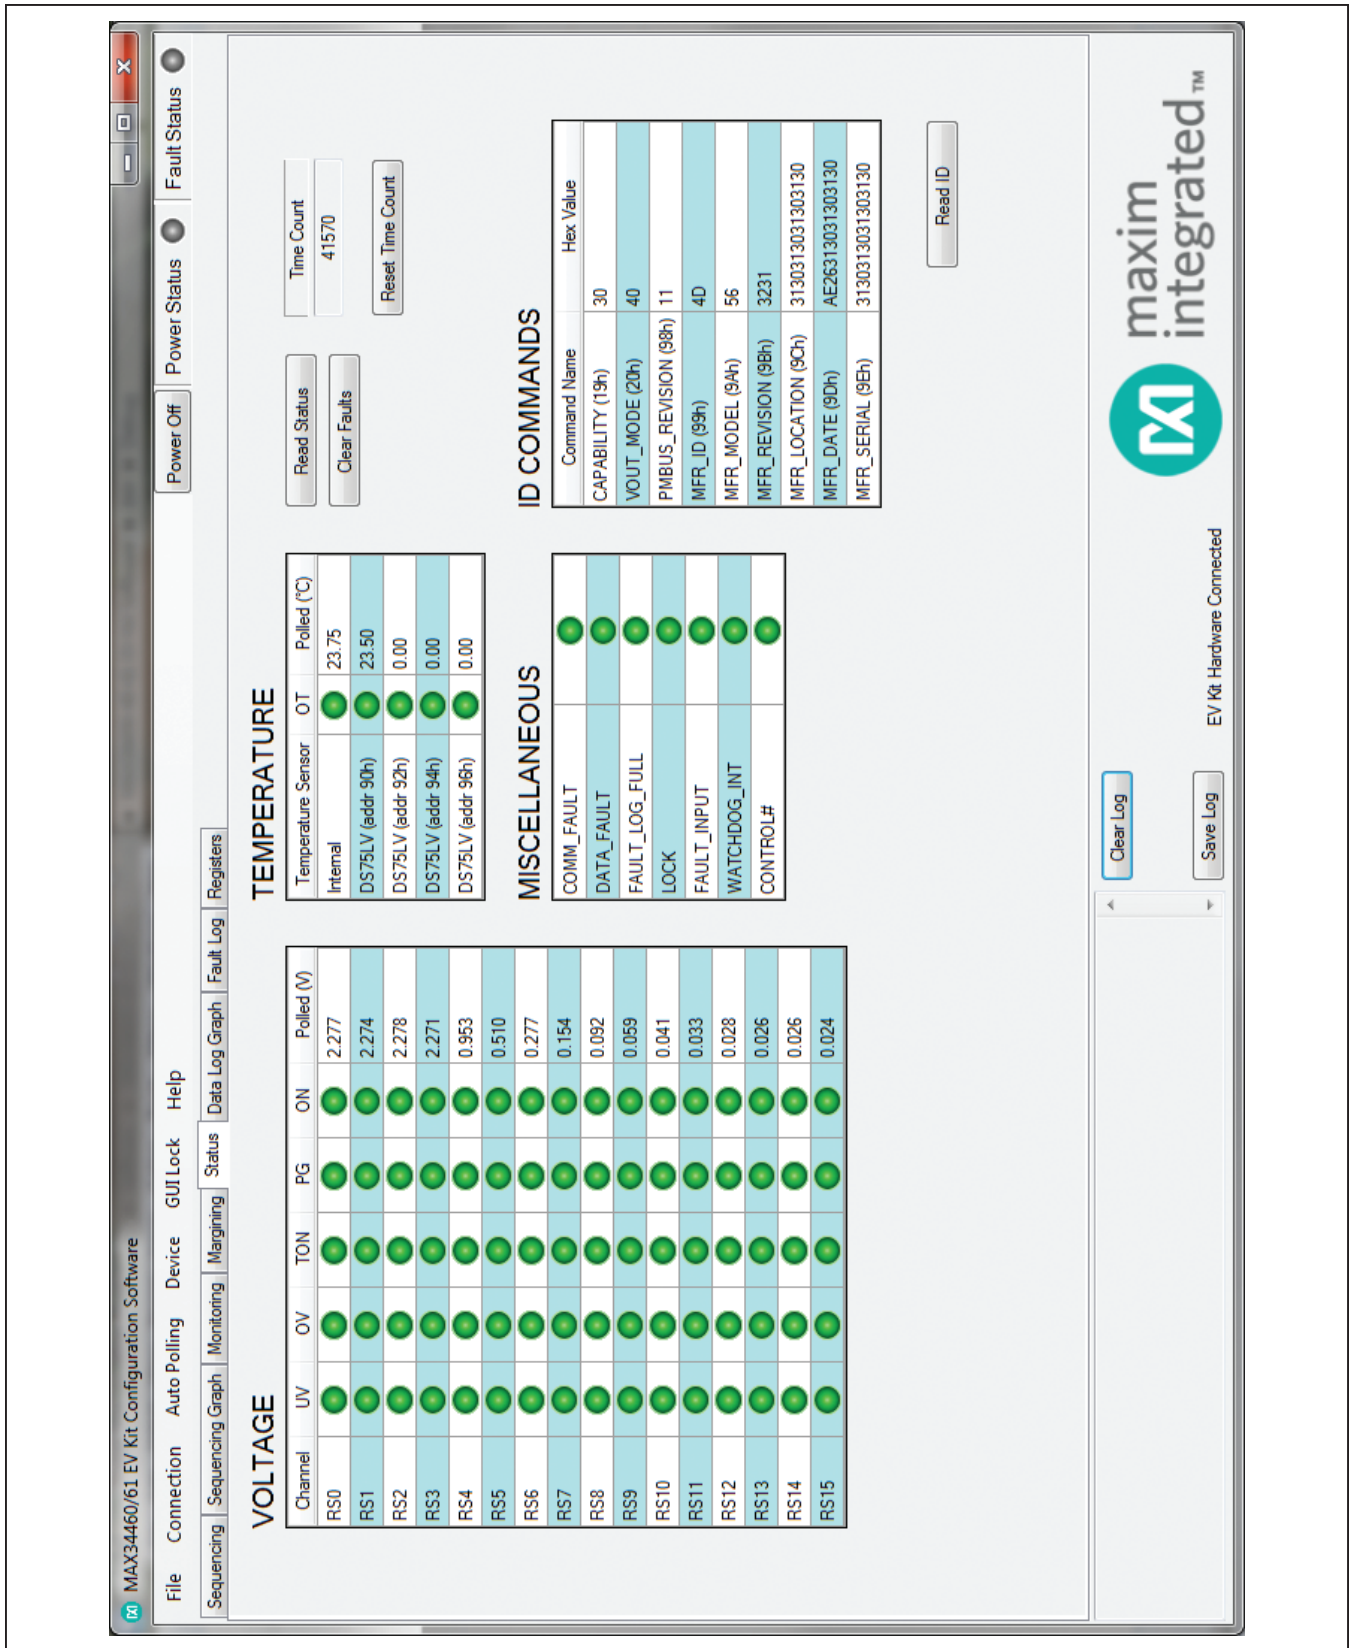 MAX34460/61 EV Kit Configuration Software
File Connection Auto Polling Device GUI Lock Help Power Off Power Status Fault Status
Sequencing Sequencing Graph Monitoring Margining Status Data Log Graph Fault Log Registers
VOLTAGE
Channel UV OV TON PG ON Polled (V)
RS0 2.277
RS1 2.274
RS2 2.278
RS3 2.271
RS4 0.953
RS5 0.510
RS6 0.277
RS7 0.154
RS8 0.092
RS9 0.059
RS10 0.041
RS11 0.033
RS12 0.028
RS13 0.026
RS14 0.026
RS15 0.024
TEMPERATURE
Temperature Sensor OT Polled (°C)
Internal 23.75
DS75LV (addr 90h) 23.50
DS75LV (addr 92h) 0.00
DS75LV (addr 94h) 0.00
DS75LV (addr 96h) 0.00
Read Status
Clear Faults
Time Count
41570
Reset Time Count
MISCELLANEOUS
COMM_FAULT
DATA_FAULT
FAULT_LOG_FULL
LOCK
FAULT_INPUT
WATCHDOG_INT
CONTROL#
ID COMMANDS
Command Name Hex Value
CAPABILITY (19h) 30
VOUT_MODE (20h) 40
PMBUS_REVISION (98h) 11
MFR_ID (99h) 4D
MFR_MODEL (9Ah) 56
MFR_REVISION (9Bh) 3231
MFR_LOCATION (9Ch) 3130313031303130
MFR_DATE (9Dh) AE26313031303130
MFR_SERIAL (9Eh) 3130313031303130
Read ID
Clear Log
Save Log
EV Kit Hardware Connected
maxim
integrated™